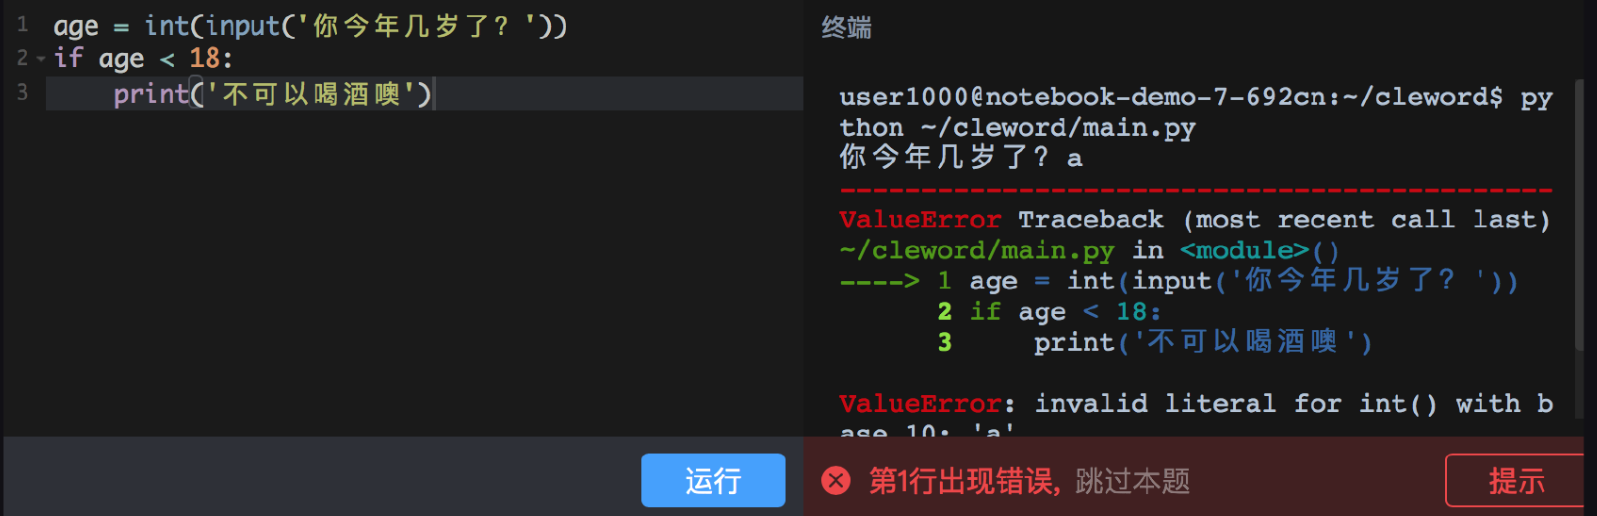 1 age = int(input('你今年几岁了? '))
2 if age < 18:
3 print('不可以喝酒噢')
运行
终端
user1000@notebook-demo-7-692cn:~/cleword$ py
thon ~/cleword/main.py
你今年几岁了? a
--------------------------------------------
ValueError Traceback (most recent call last)
~/cleword/main.py in <module>()
----> 1 age = int(input('你今年几岁了? '))
2 if age < 18:
3 print('不可以喝酒噢')
ValueError: invalid literal for int() with b
ase 10: 'a'
第1行出现错误, 跳过本题
提示